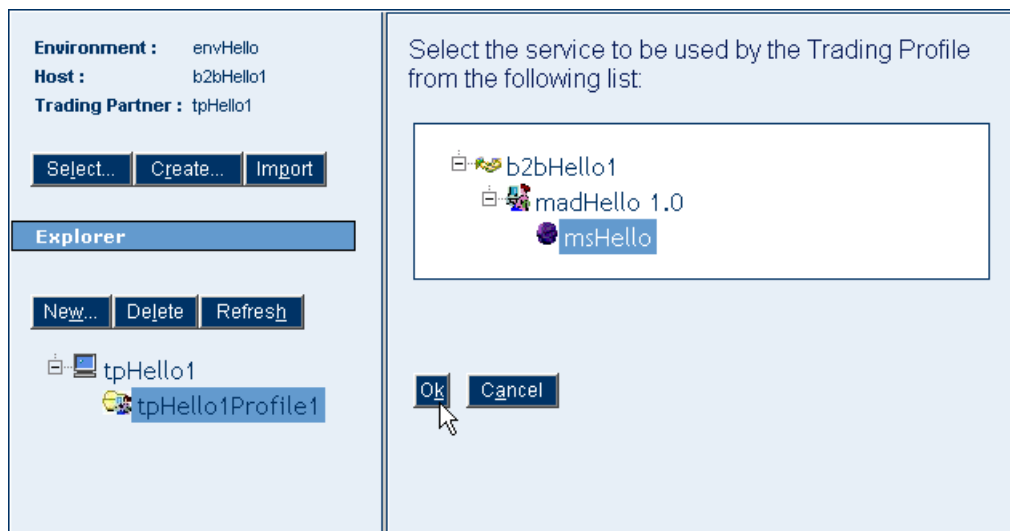 Environment : envHello
Host : b2bHello1
Trading Partner : tpHello1
Select... Create... Import
Explorer
New... Delete Refresh
tpHello1
tpHello1Profile1
Select the service to be used by the Trading Profile
from the following list:
b2bHello1
madHello 1.0
msHello
Ok Cancel